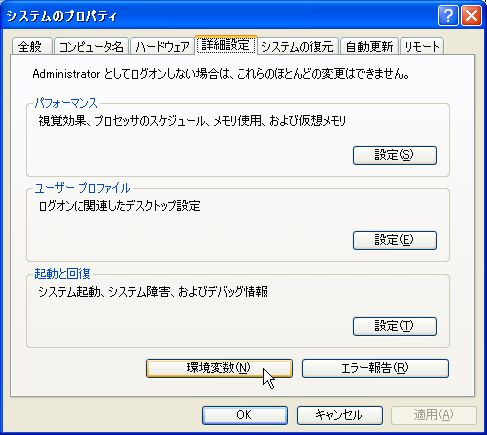 システムのプロパティ
全般 コンピュータ名 ハードウェア 詳細設定 システムの復元 自動更新 リモート
Administrator としてログオンしない場合は、これらのほとんどの変更はできません。
パフォーマンス
視覚効果、プロセッサのスケジュール、メモリ使用、および仮想メモリ
設定(S)
ユーザー プロファイル
ログオンに関連したデスクトップ設定
設定(E)
起動と回復
システム起動、システム障害、およびデバッグ情報
設定(T)
環境変数(N) エラー報告(R)
OK キャンセル 適用(A)